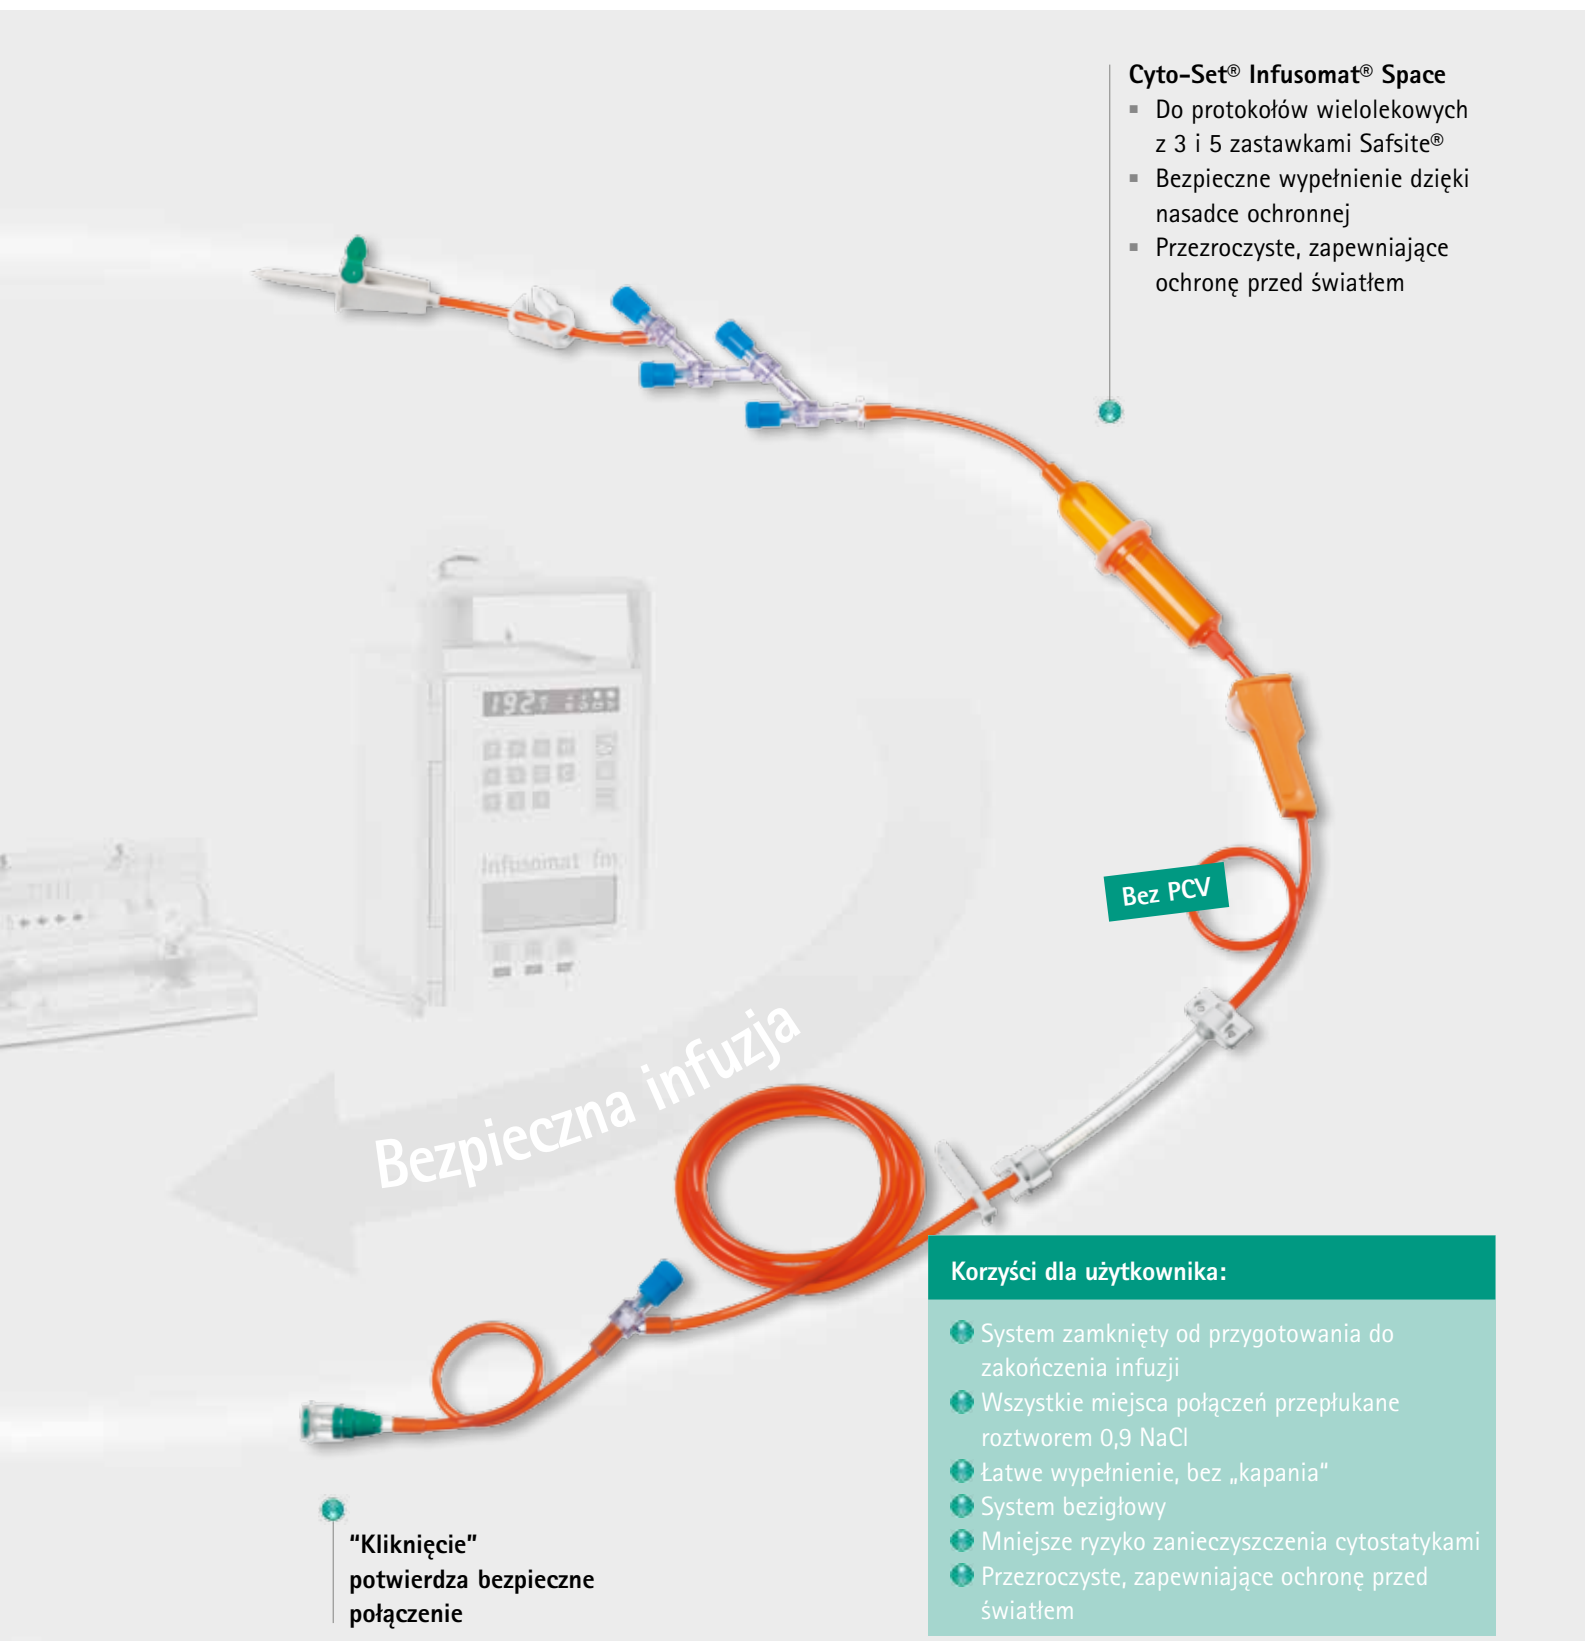 Cyto-Set® Infusomat® Space
▪ Do protokołów wielolekowych
z 3 i 5 zastawkami Safsite®
▪ Bezpieczne wypełnienie dzięki
nasadce ochronnej
▪ Przezroczyste, zapewniające
ochronę przed światłem
192
Infusomat fm
Bez PCV
Bezpieczna infuzja
Korzyści dla użytkownika:
System zamknięty od przygotowania do
zakończenia infuzji
Wszystkie miejsca połączeń przepłukane
roztworem 0,9 NaCl
Łatwe wypełnienie, bez „kapania“
System bezigłowy
Mniejsze ryzyko zanieczyszczenia cytostatykami
Przezroczyste, zapewniające ochronę przed
światłem
“Kliknięcie”
potwierdza bezpieczne
połączenie